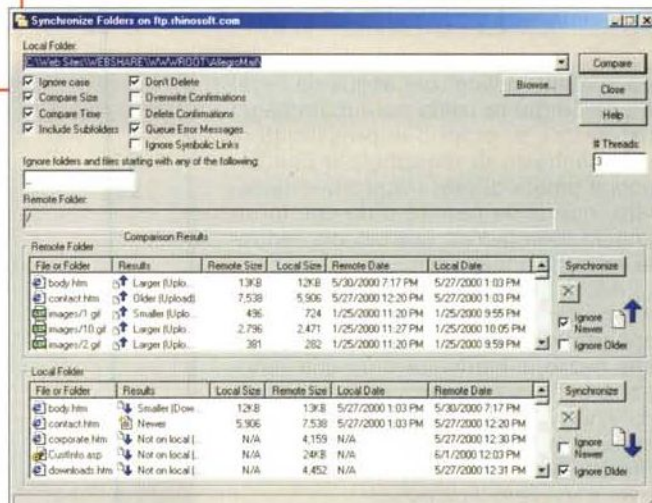 Synchronize Folders on ftp.rhinosoft.com
Local Folder:
C:\Web Sites\WEBSHARE\WWWROOT\AllegroMail\
Compare
Ignore case
Don't Delete
Browse...
Close
Compare Size
Overwrite Confirmations
Compare Time
Delete Confirmations
Help
Include Subfolders
Queue Error Messages
Ignore Symbolic Links
# Threads:
3
Ignore folders and files starting with any of the following:
_
Remote Folder:
/
Comparison Results
Remote Folder
File or Folder Results Remote Size Local Size Remote Date Local Date
Synchronize
body.htm Larger (Uplo... 13KB 12KB 5/30/2000 7:17 PM 5/27/2000 1:03 PM
contact.htm Older (Upload) 7,538 5,906 5/27/2000 12:20 PM 5/27/2000 1:03 PM
images/1.gif Smaller (Uplo... 496 724 1/25/2000 11:20 PM 1/25/2000 9:55 PM
images/10.gif Larger (Uplo... 2,796 2,471 1/25/2000 11:27 PM 1/25/2000 10:05 PM
images/2.gif Larger (Uplo... 381 282 1/25/2000 11:20 PM 1/25/2000 9:59 PM
Ignore Newer
Ignore Older
Local Folder
File or Folder Results Local Size Remote Size Local Date Remote Date
Synchronize
body.htm Smaller (Dow... 12KB 13KB 5/27/2000 1:03 PM 5/30/2000 7:17 PM
contact.htm Newer 5,906 7,538 5/27/2000 1:03 PM 5/27/2000 12:20 PM
corporate.htm Not on local (... N/A 4,159 N/A 5/27/2000 12:30 PM
CustInfo.asp Not on local (... N/A 24KB N/A 6/1/2000 12:03 PM
downloads.htm Not on local (... N/A 4,452 N/A 5/27/2000 12:31 PM
Ignore Newer
Ignore Older